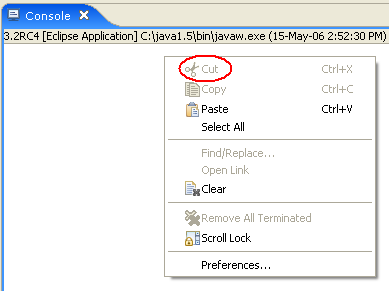 Console
3.2RC4 [Eclipse Application] C:\java1.5\bin\javaw.exe (15-May-06 2:52:30 PM)
Cut Ctrl+X
Copy Ctrl+C
Paste Ctrl+V
Select All
Find/Replace...
Open Link
Clear
Remove All Terminated
Scroll Lock
Preferences...